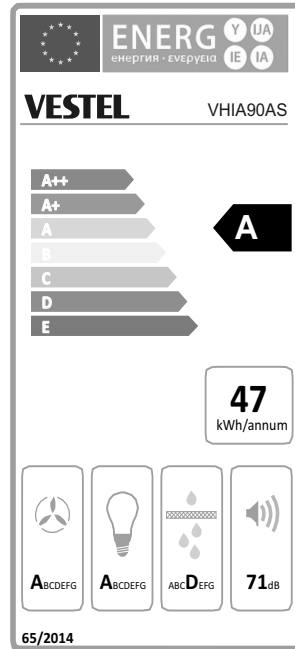 ENERG Y IJA
енергия · ενεργεια IE IA
VESTEL VHIA90AS
A++
A+
A
A
B
C
D
E
47
kWh/annum
ABCDEFG ABCDEFG ABCDEFG 71dB
65/2014